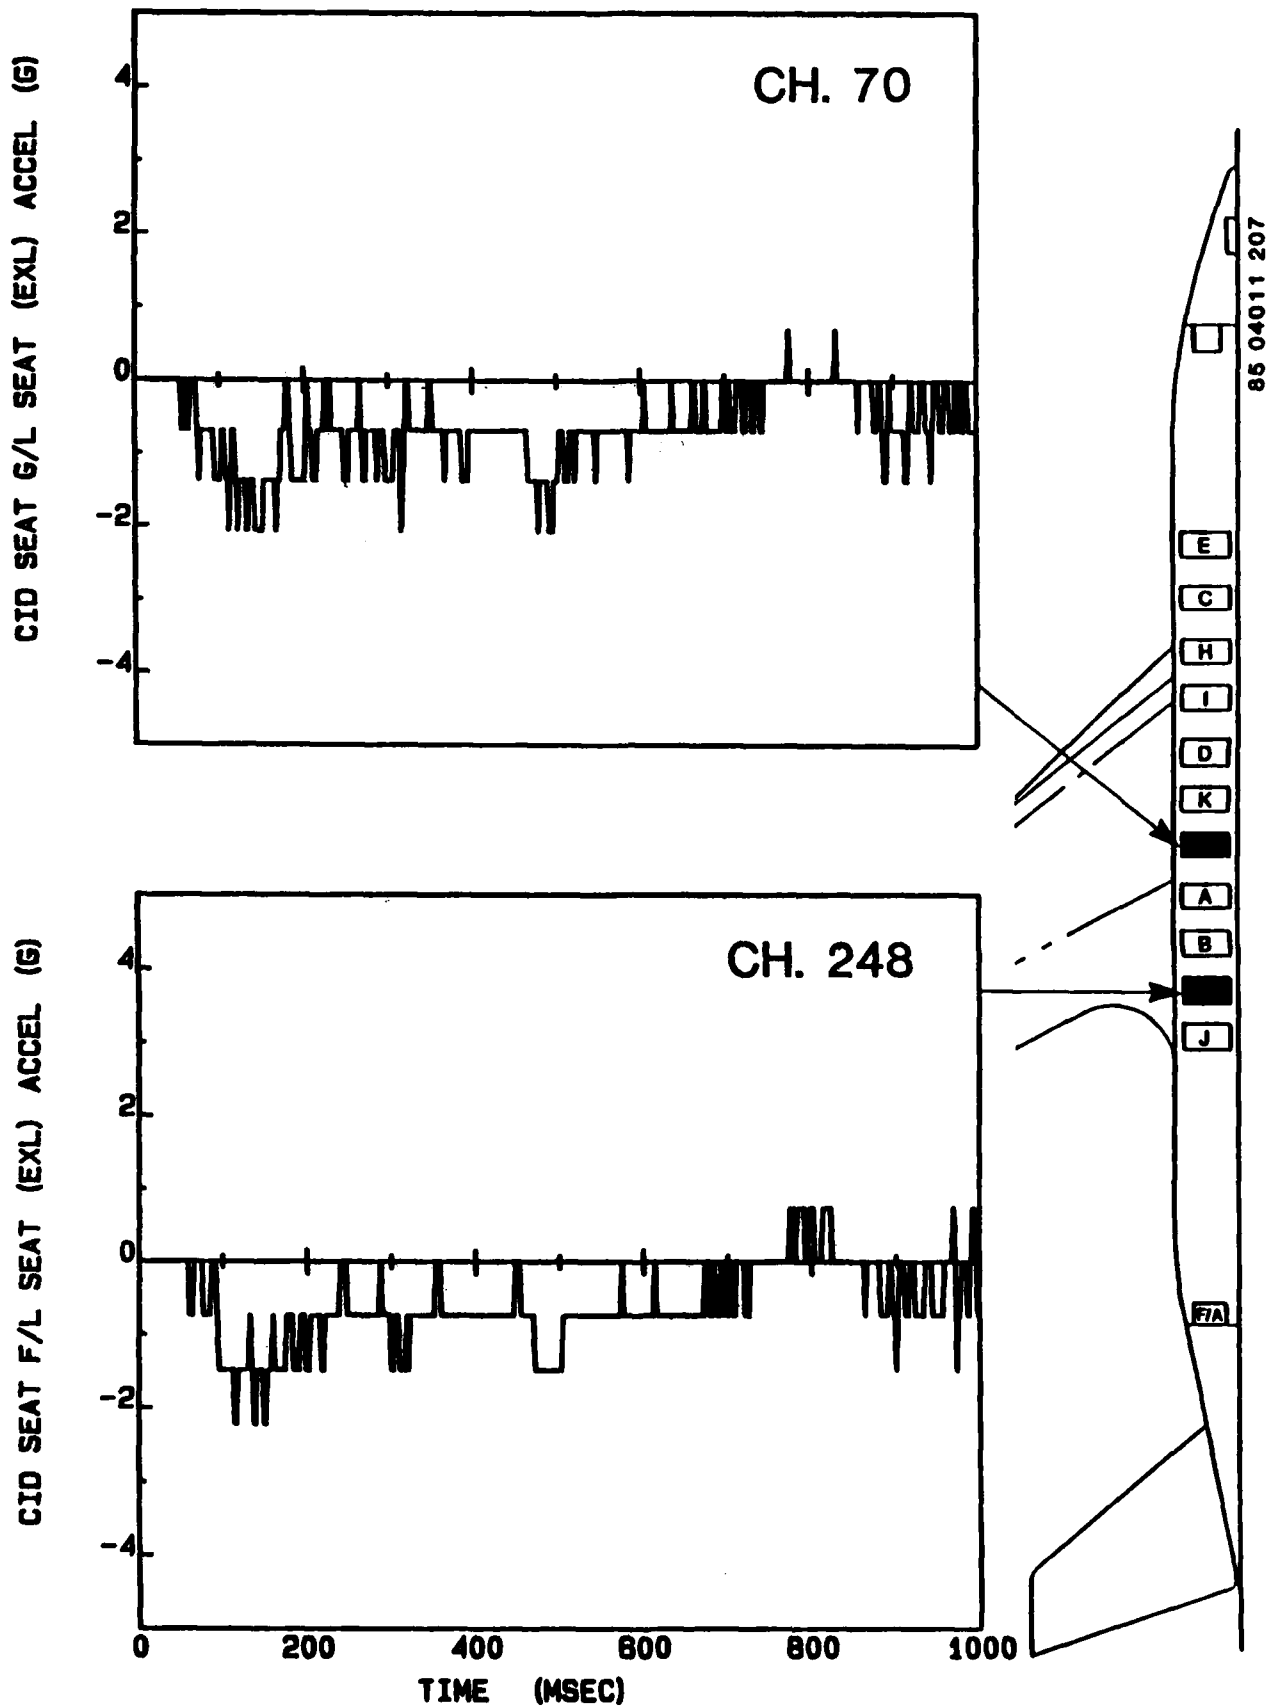 CID SEAT G/L SEAT (EXL) ACCEL (G)
CH. 70
4
2
0
-2
-4
CID SEAT F/L SEAT (EXL) ACCEL (G)
CH. 248
4
2
0
-2
-4
0 200 400 600 800 1000
TIME (MSEC)
85 04011 207
E
C
H
I
D
K
A
B
J
F/A